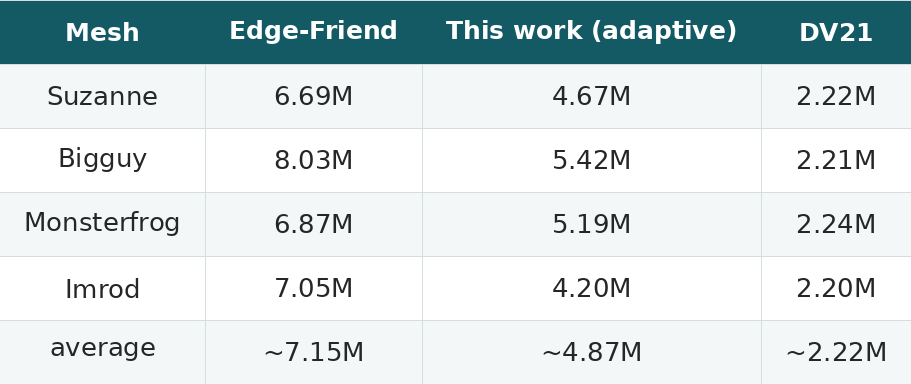 Mesh Edge-Friend This work (adaptive) DV21
Suzanne 6.69M 4.67M 2.22M
Bigguy 8.03M 5.42M 2.21M
Monsterfrog 6.87M 5.19M 2.24M
Imrod 7.05M 4.20M 2.20M
average ~7.15M ~4.87M ~2.22M